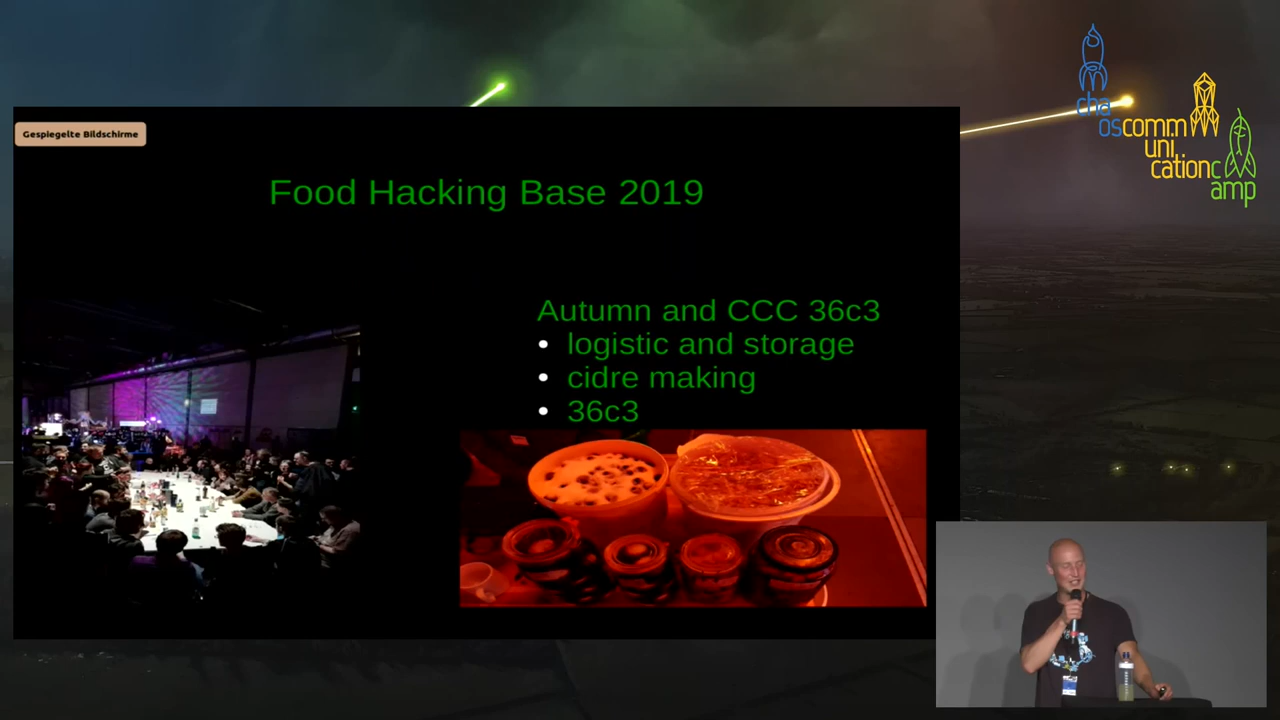 Gespiegelte Bildschirme
Food Hacking Base 2019
Autumn and CCC 36c3
• logistic and storage
• cidre making
• 36c3
cha
oscomm
uni
cationc
amp